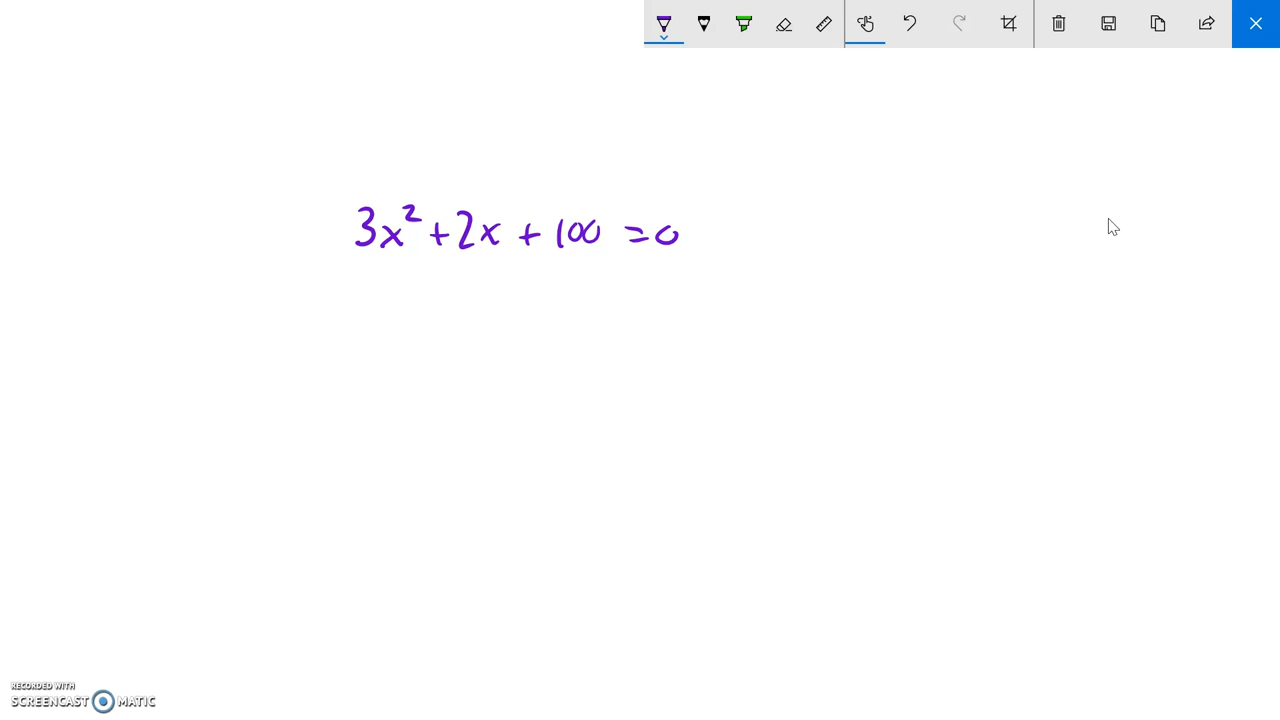 3x² + 2x + 100 = 0
RECORDED WITH
SCREENCAST MATIC